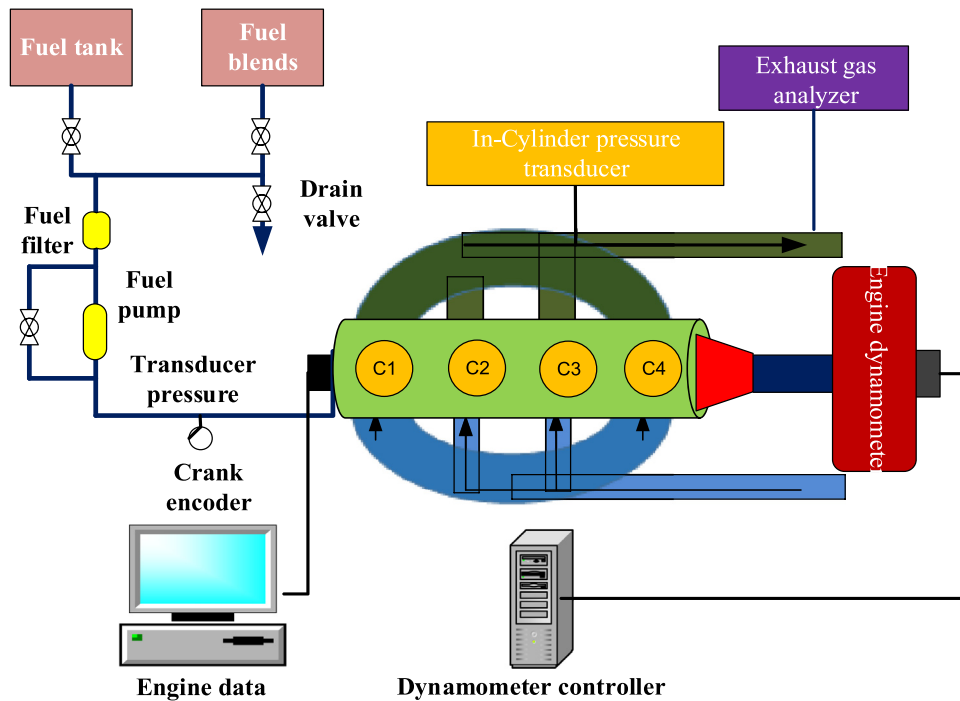 Fuel tank
Fuel
blends
Exhaust gas
analyzer
In-Cylinder pressure
transducer
Drain
valve
Fuel
filter
Fuel
pump
Engine dynamometer
Transducer
pressure
C1
C2
C3
C4
Crank
encoder
Engine data
Dynamometer controller